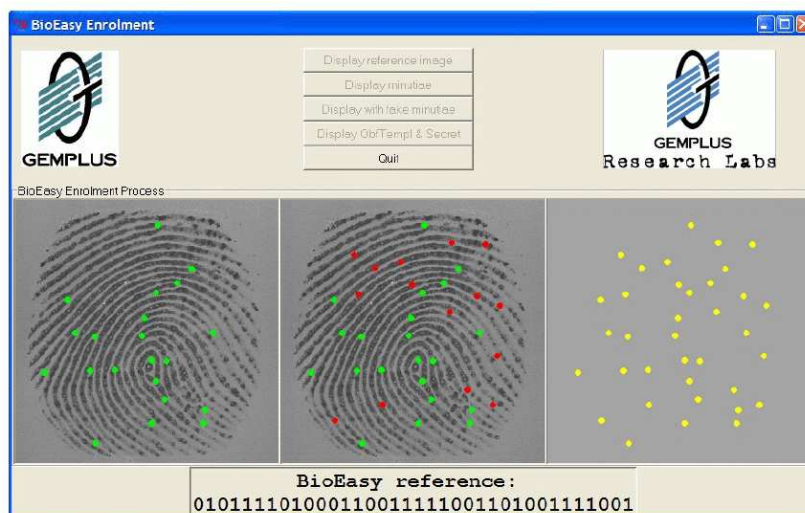 BioEasy Enrolment
Display reference image
Display minutiae
Display with fake minutiae
Display Obf Templ & Secret
Quit
GEMPLUS
GEMPLUS
Research Labs
BioEasy Enrolment Process
BioEasy reference:
010111101000110011111001101001111001